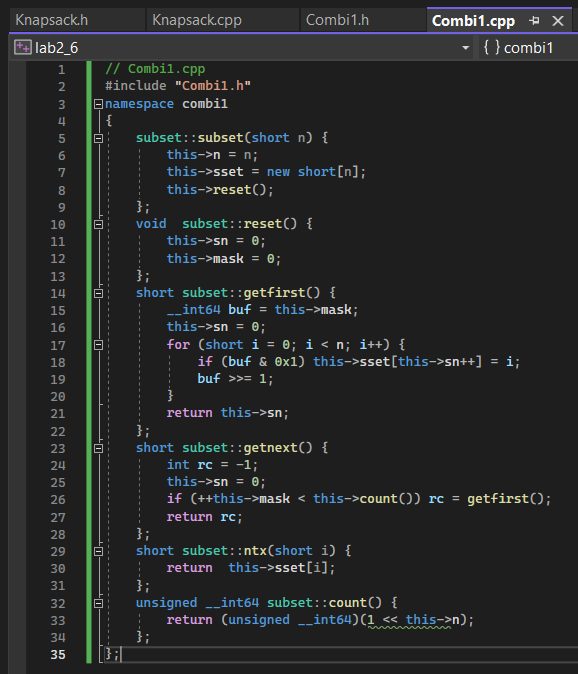 Knapsack.h Knapsack.cpp Combi1.h Combi1.cpp
lab2_6 { } combi1
1 // Combi1.cpp
2 #include "Combi1.h"
3 namespace combi1
4 {
5     subset::subset(short n) {
6         this->n = n;
7         this->sset = new short[n];
8         this->reset();
9     };
10     void  subset::reset() {
11         this->sn = 0;
12         this->mask = 0;
13     };
14     short subset::getfirst() {
15         __int64 buf = this->mask;
16         this->sn = 0;
17         for (short i = 0; i < n; i++) {
18             if (buf & 0x1) this->sset[this->sn++] = i;
19             buf >>= 1;
20         }
21         return this->sn;
22     };
23     short subset::getnext() {
24         int rc = -1;
25         this->sn = 0;
26         if (++this->mask < this->count()) rc = getfirst();
27         return rc;
28     };
29     short subset::ntx(short i) {
30         return  this->sset[i];
31     };
32     unsigned __int64 subset::count() {
33         return (unsigned __int64)(1 << this->n);
34     };
35 };